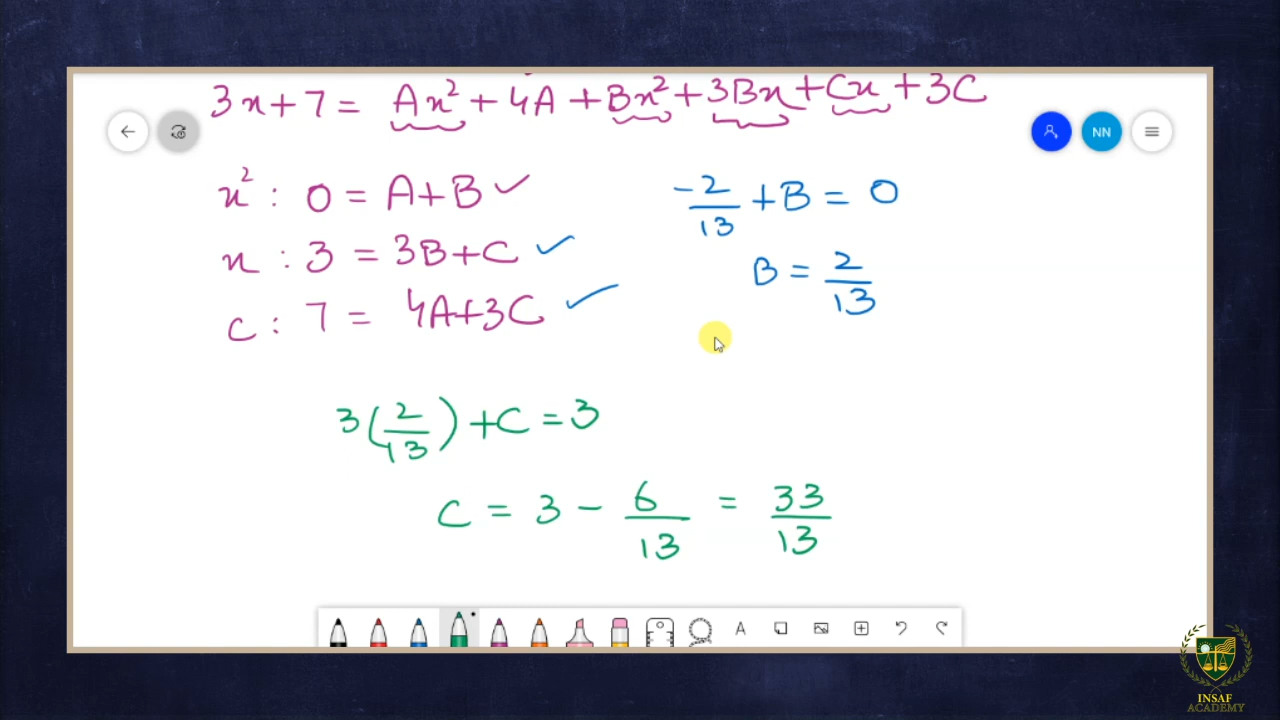 3x+7 = Ax² + 4A + Bx² + 3Bx + Cx + 3C
NN
x² : 0 = A+B ✓
x : 3 = 3B+C ✓
c : 7 = 4A+3C ✓
-2/13 + B = 0
B = 2/13
3(2/13) + C = 3
C = 3 - 6/13 = 33/13
A
INSAF
ACADEMY